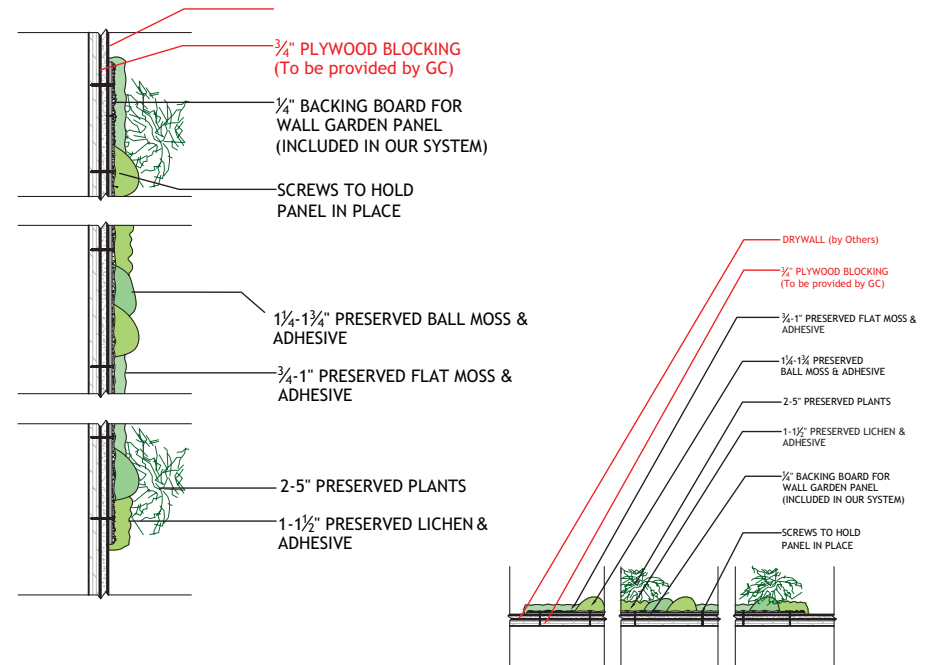 ¾" PLYWOOD BLOCKING
(To be provided by GC)
¼" BACKING BOARD FOR
WALL GARDEN PANEL
(INCLUDED IN OUR SYSTEM)
SCREWS TO HOLD
PANEL IN PLACE
1¼-1¾" PRESERVED BALL MOSS &
ADHESIVE
¾-1" PRESERVED FLAT MOSS &
ADHESIVE
2-5" PRESERVED PLANTS
1-1½" PRESERVED LICHEN &
ADHESIVE
DRYWALL (by Others)
¾" PLYWOOD BLOCKING
(To be provided by GC)
¾-1" PRESERVED FLAT MOSS &
ADHESIVE
1¼-1¾ PRESERVED
BALL MOSS & ADHESIVE
2-5" PRESERVED PLANTS
1-1½" PRESERVED LICHEN &
ADHESIVE
¼" BACKING BOARD FOR
WALL GARDEN PANEL
(INCLUDED IN OUR SYSTEM)
SCREWS TO HOLD
PANEL IN PLACE